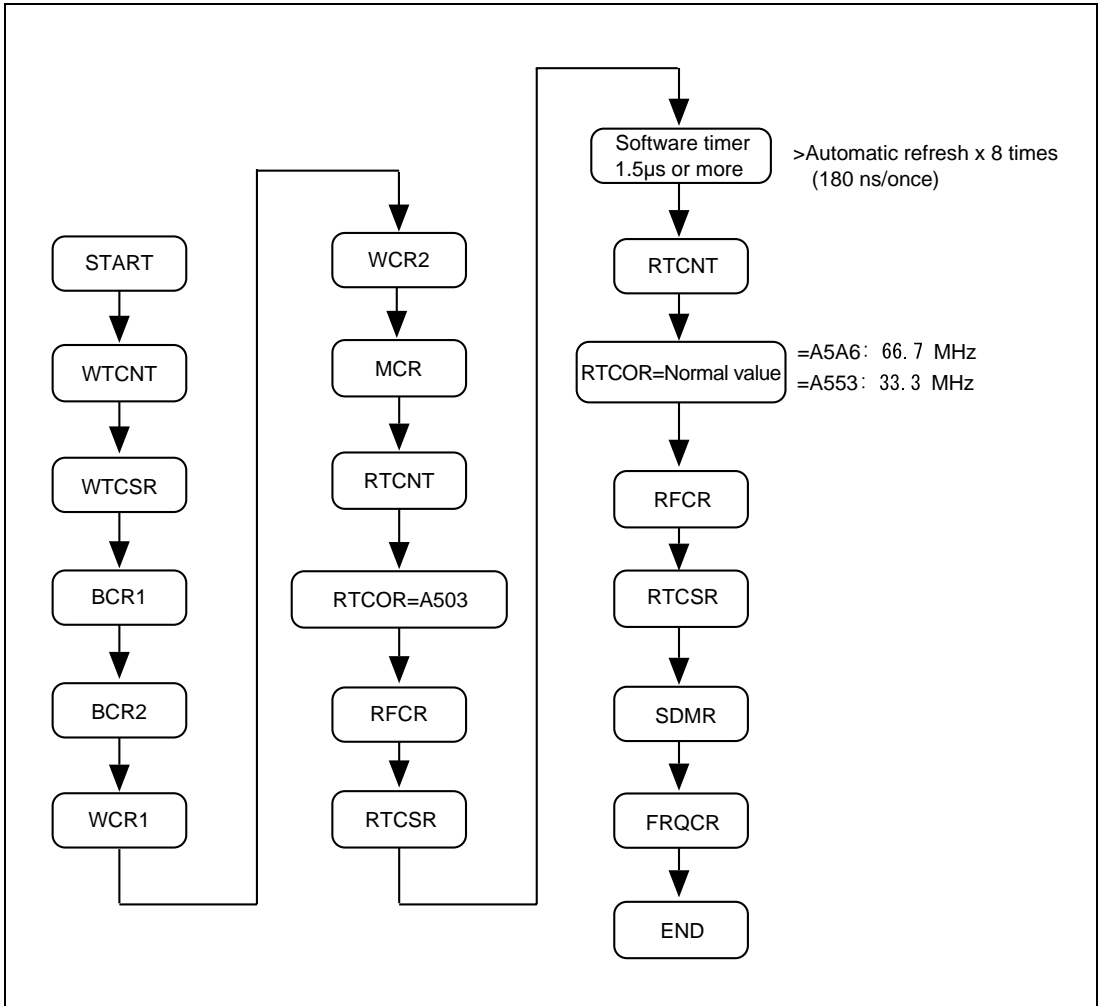 START
WTCNT
WTCSR
BCR1
BCR2
WCR1
WCR2
MCR
RTCNT
RTCOR=A503
RFCR
RTCSR
Software timer
1.5µs or more
>Automatic refresh x 8 times
(180 ns/once)
RTCNT
RTCOR=Normal value
=A5A6: 66.7 MHz
=A553: 33.3 MHz
RFCR
RTCSR
SDMR
FRQCR
END